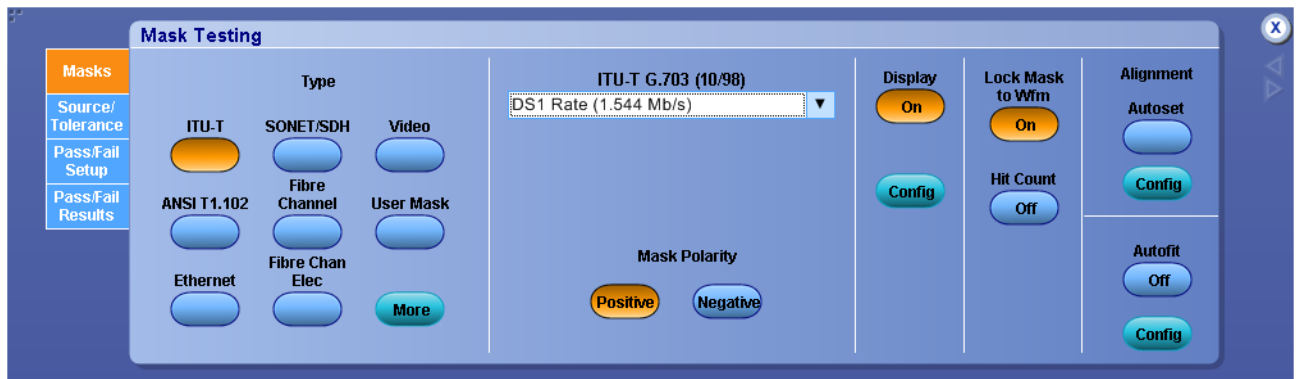 Mask Testing
X
Masks
Source/
Tolerance
Pass/Fail
Setup
Pass/Fail
Results
Type
ITU-T
SONET/SDH
Video
ANSI T1.102
Fibre
Channel
User Mask
Ethernet
Fibre Chan
Elec
More
ITU-T G.703 (10/98)
DS1 Rate (1.544 Mb/s)
Mask Polarity
Positive
Negative
Display
On
Config
Lock Mask
to Wfm
On
Hit Count
Off
Alignment
Autoset
Config
Autofit
Off
Config